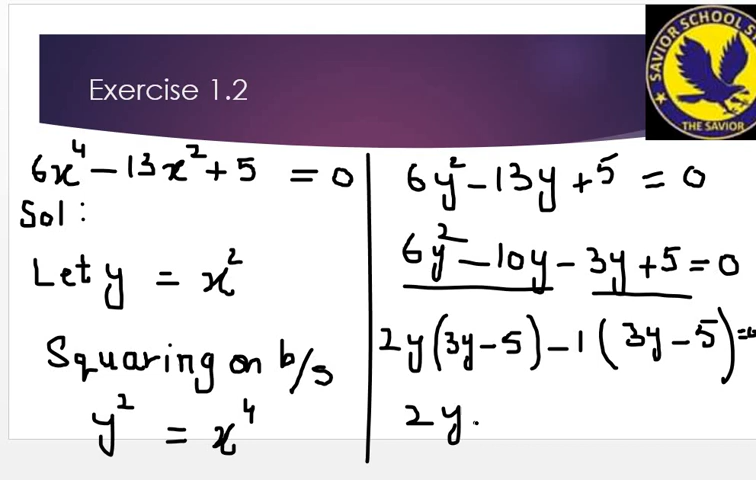 Exercise 1.2
SAVIOR SCHOOL S
THE SAVIOR
6x⁴ − 13x² + 5 = 0
Sol :
Let y = x²
Squaring on b/s
y² = x⁴
6y² − 13y + 5 = 0
6y² − 10y − 3y + 5 = 0
2y(3y − 5) − 1(3y − 5) = 0
2y.